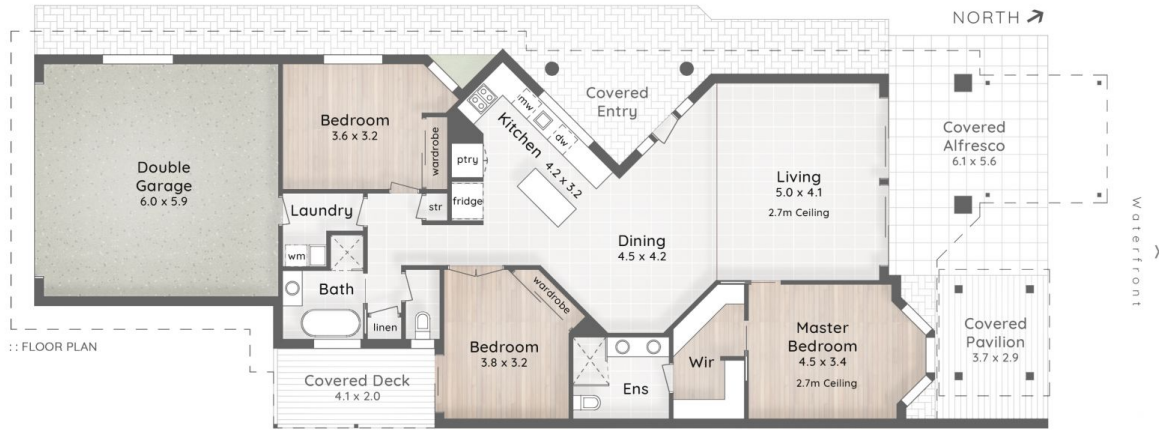 NORTH
Covered
Entry
Bedroom
3.6 x 3.2
wardrobe
mw
dw
Kitchen
4.2 x 3.2
ptry
fridge
str
Double
Garage
6.0 x 5.9
Laundry
wm
Bath
linen
Living
5.0 x 4.1
2.7m Ceiling
Dining
4.5 x 4.2
Covered
Alfresco
6.1 x 5.6
Waterfront
wardrobe
Bedroom
3.8 x 3.2
Ens
Wir
Master
Bedroom
4.5 x 3.4
2.7m Ceiling
Covered
Pavilion
3.7 x 2.9
:: FLOOR PLAN
Covered Deck
4.1 x 2.0